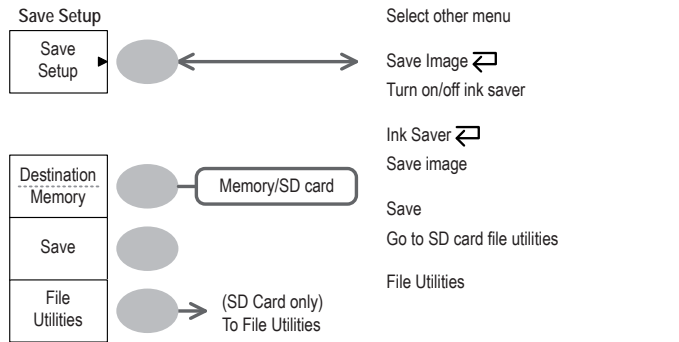 Save Setup
Save
Setup
Destination
Memory
Memory/SD card
Save
File
Utilities
(SD Card only)
To File Utilities
Select other menu
Save Image
Turn on/off ink saver
Ink Saver
Save image
Save
Go to SD card file utilities
File Utilities